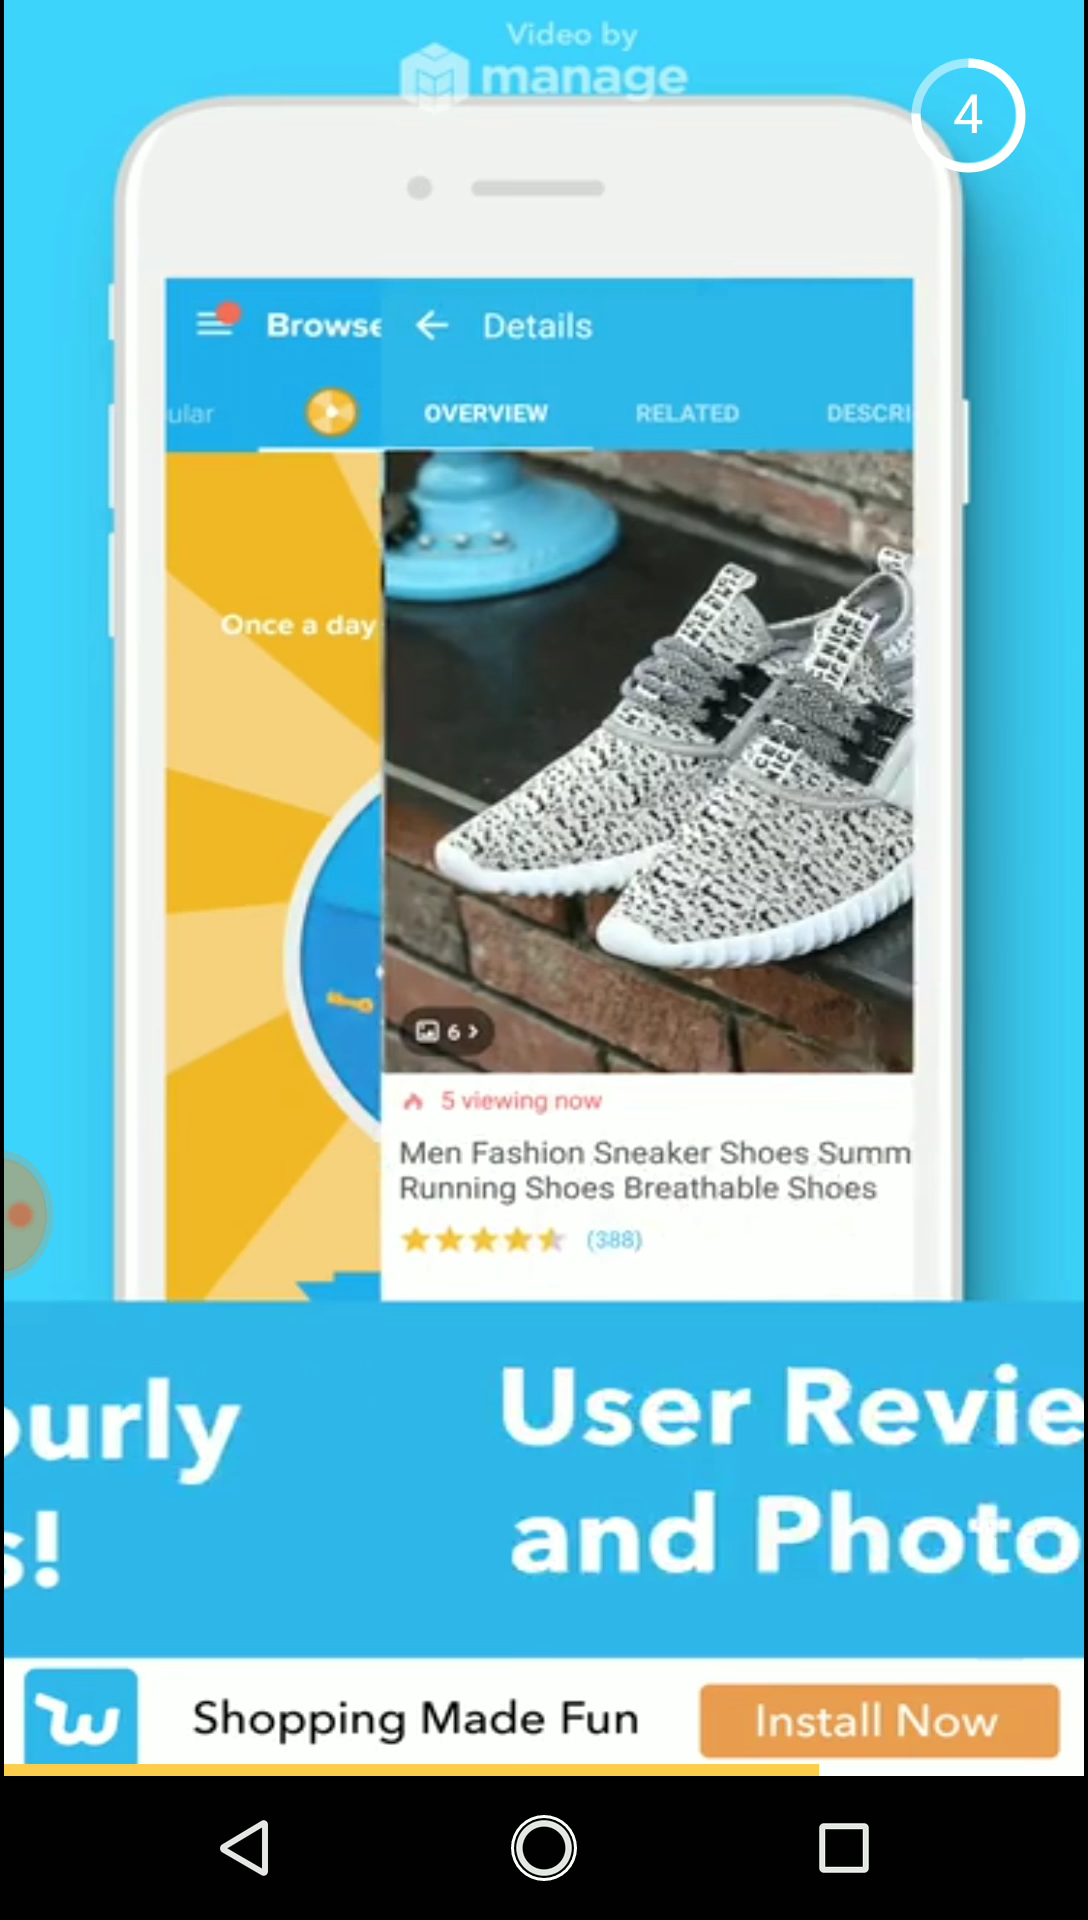 Video by
manage
4
Browse
Details
ular
OVERVIEW
RELATED
DESCRI
Once a day
6
5 viewing now
Men Fashion Sneaker Shoes Summ
Running Shoes Breathable Shoes
(388)
ourly
s!
User Revie
and Photo
Shopping Made Fun
Install Now